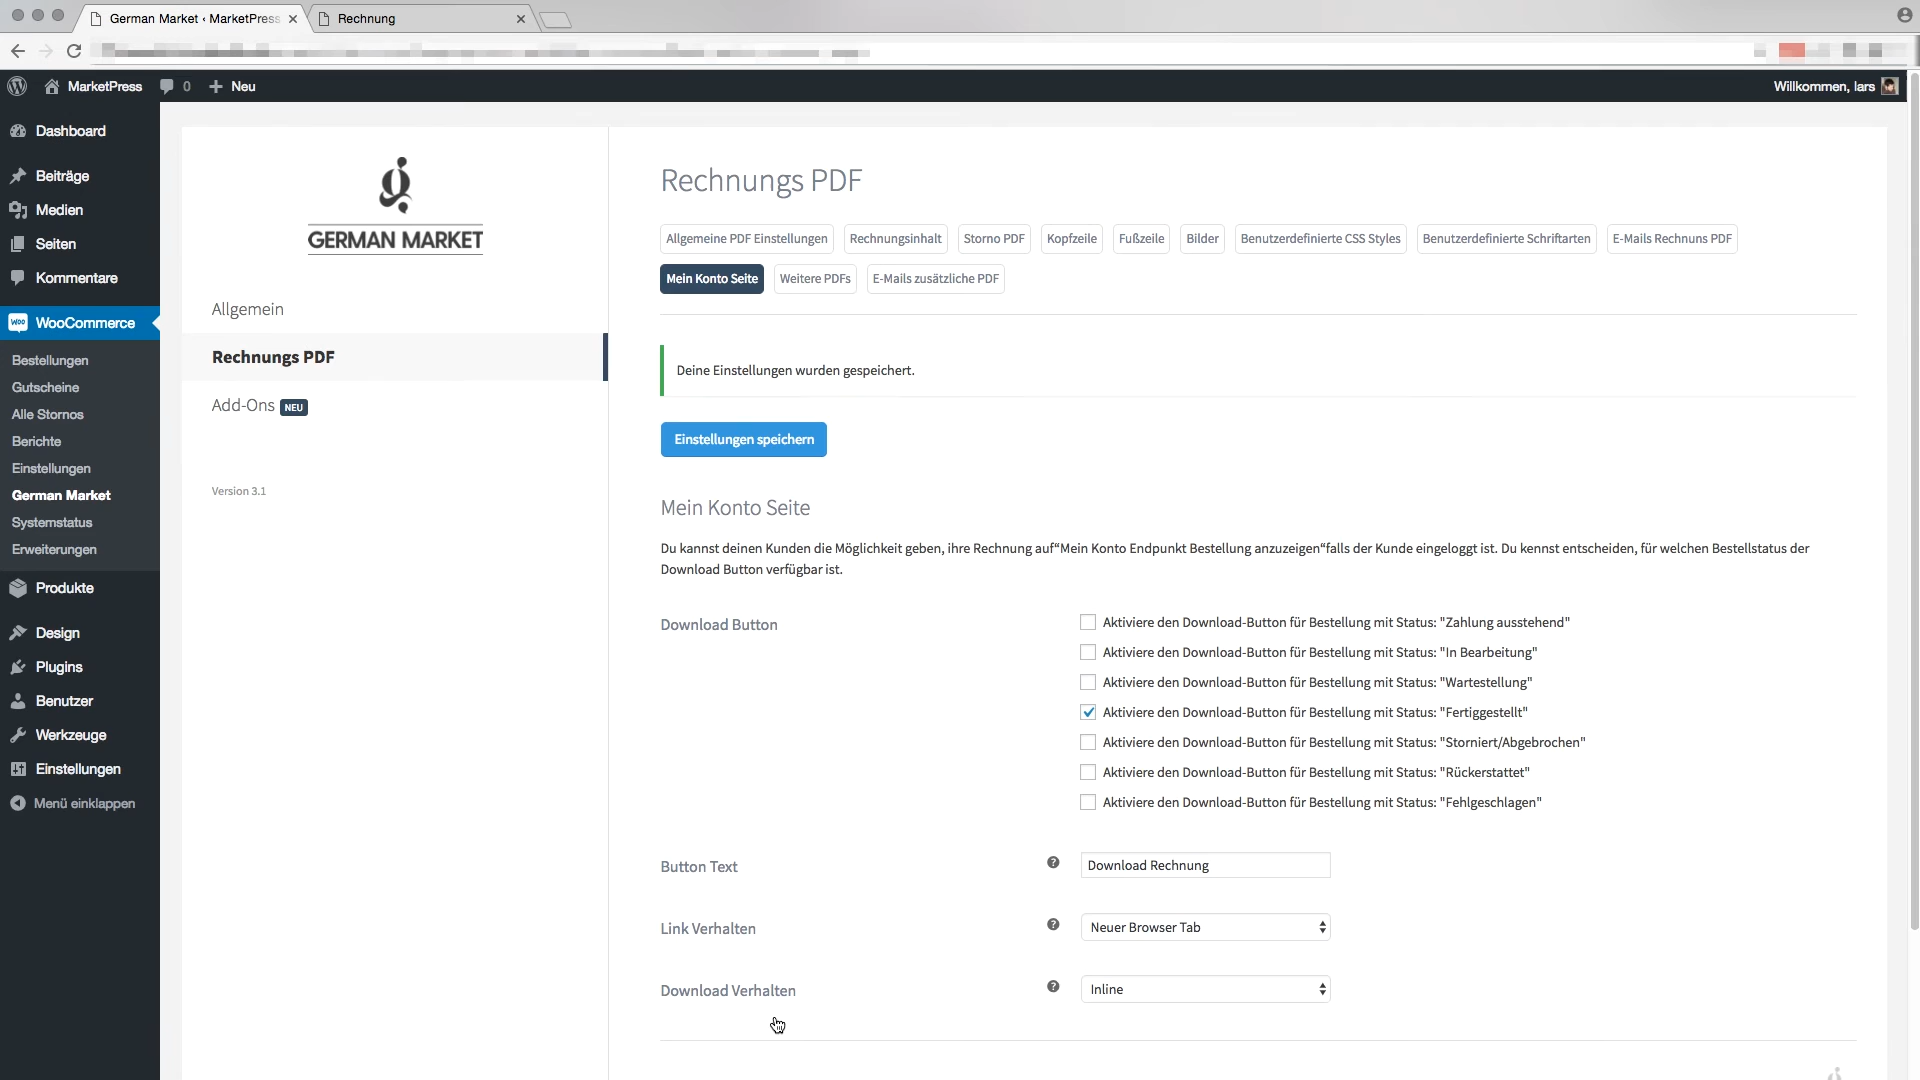 German Market ‹ MarketPress
Rechnung
MarketPress
0
Neu
Willkommen, lars
Dashboard
Beiträge
Medien
Seiten
Kommentare
WooCommerce
Bestellungen
Gutscheine
Alle Stornos
Berichte
Einstellungen
German Market
Systemstatus
Erweiterungen
Produkte
Design
Plugins
Benutzer
Werkzeuge
Einstellungen
Menü einklappen
GERMAN MARKET
Allgemein
Rechnungs PDF
Add-Ons NEU
Version 3.1
Rechnungs PDF
Allgemeine PDF Einstellungen Rechnungsinhalt Storno PDF Kopfzeile Fußzeile Bilder Benutzerdefinierte CSS Styles Benutzerdefinierte Schriftarten E-Mails Rechnuns PDF
Mein Konto Seite Weitere PDFs E-Mails zusätzliche PDF
Deine Einstellungen wurden gespeichert.
Einstellungen speichern
Mein Konto Seite
Du kannst deinen Kunden die Möglichkeit geben, ihre Rechnung auf“Mein Konto Endpunkt Bestellung anzuzeigen“falls der Kunde eingeloggt ist. Du kennst entscheiden, für welchen Bestellstatus der
Download Button verfügbar ist.
Download Button
Aktiviere den Download-Button für Bestellung mit Status: "Zahlung ausstehend"
Aktiviere den Download-Button für Bestellung mit Status: "In Bearbeitung"
Aktiviere den Download-Button für Bestellung mit Status: "Wartestellung"
Aktiviere den Download-Button für Bestellung mit Status: "Fertiggestellt"
Aktiviere den Download-Button für Bestellung mit Status: "Storniert/Abgebrochen"
Aktiviere den Download-Button für Bestellung mit Status: "Rückerstattet"
Aktiviere den Download-Button für Bestellung mit Status: "Fehlgeschlagen"
Button Text
Download Rechnung
Link Verhalten
Neuer Browser Tab
Download Verhalten
Inline